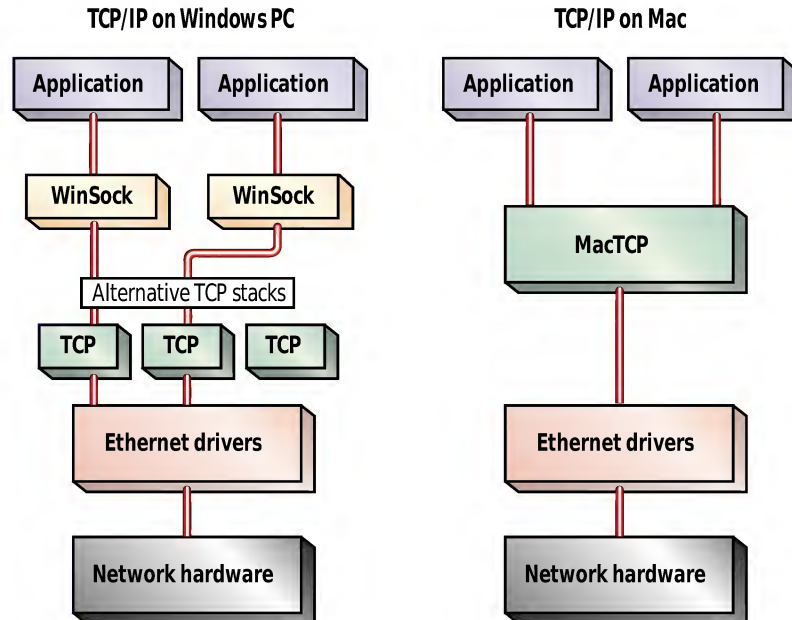 TCP/IP on Windows PC
TCP/IP on Mac
Application
Application
Application
Application
WinSock
WinSock
MacTCP
Alternative TCP stacks
TCP
TCP
TCP
Ethernet drivers
Ethernet drivers
Network hardware
Network hardware